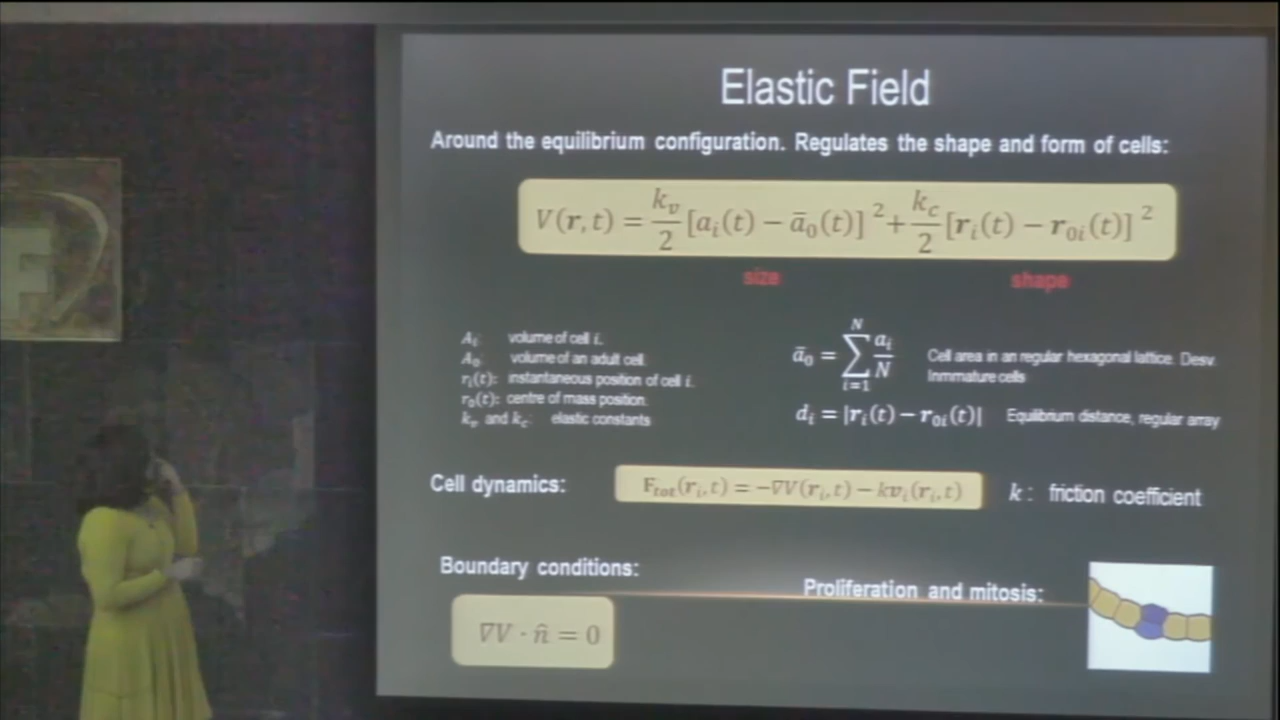 Elastic Field
Around the equilibrium configuration. Regulates the shape and form of cells:
V(r, t) = k_v/2 [a_i(t) − ā_0(t)]² + k_c/2 [r_i(t) − r_0i(t)]²
size shape
A_i: volume of cell i.
A_0: volume of an adult cell.
r_i(t): instantaneous position of cell i.
r_0(t): centre of mass position.
k_v and k_c: elastic constants
ā_0 = ∑_{i=1}^{N} a_i/N Cell area in an regular hexagonal lattice. Desv.
Inmmature cells
d_i = |r_i(t) − r_0i(t)| Equilibrium distance, regular array
Cell dynamics: F_tot(r_i, t) = −∇V(r_i, t) − kv_i(r_i, t) k: friction coefficient
Boundary conditions:
Proliferation and mitosis:
∇V · n̂ = 0